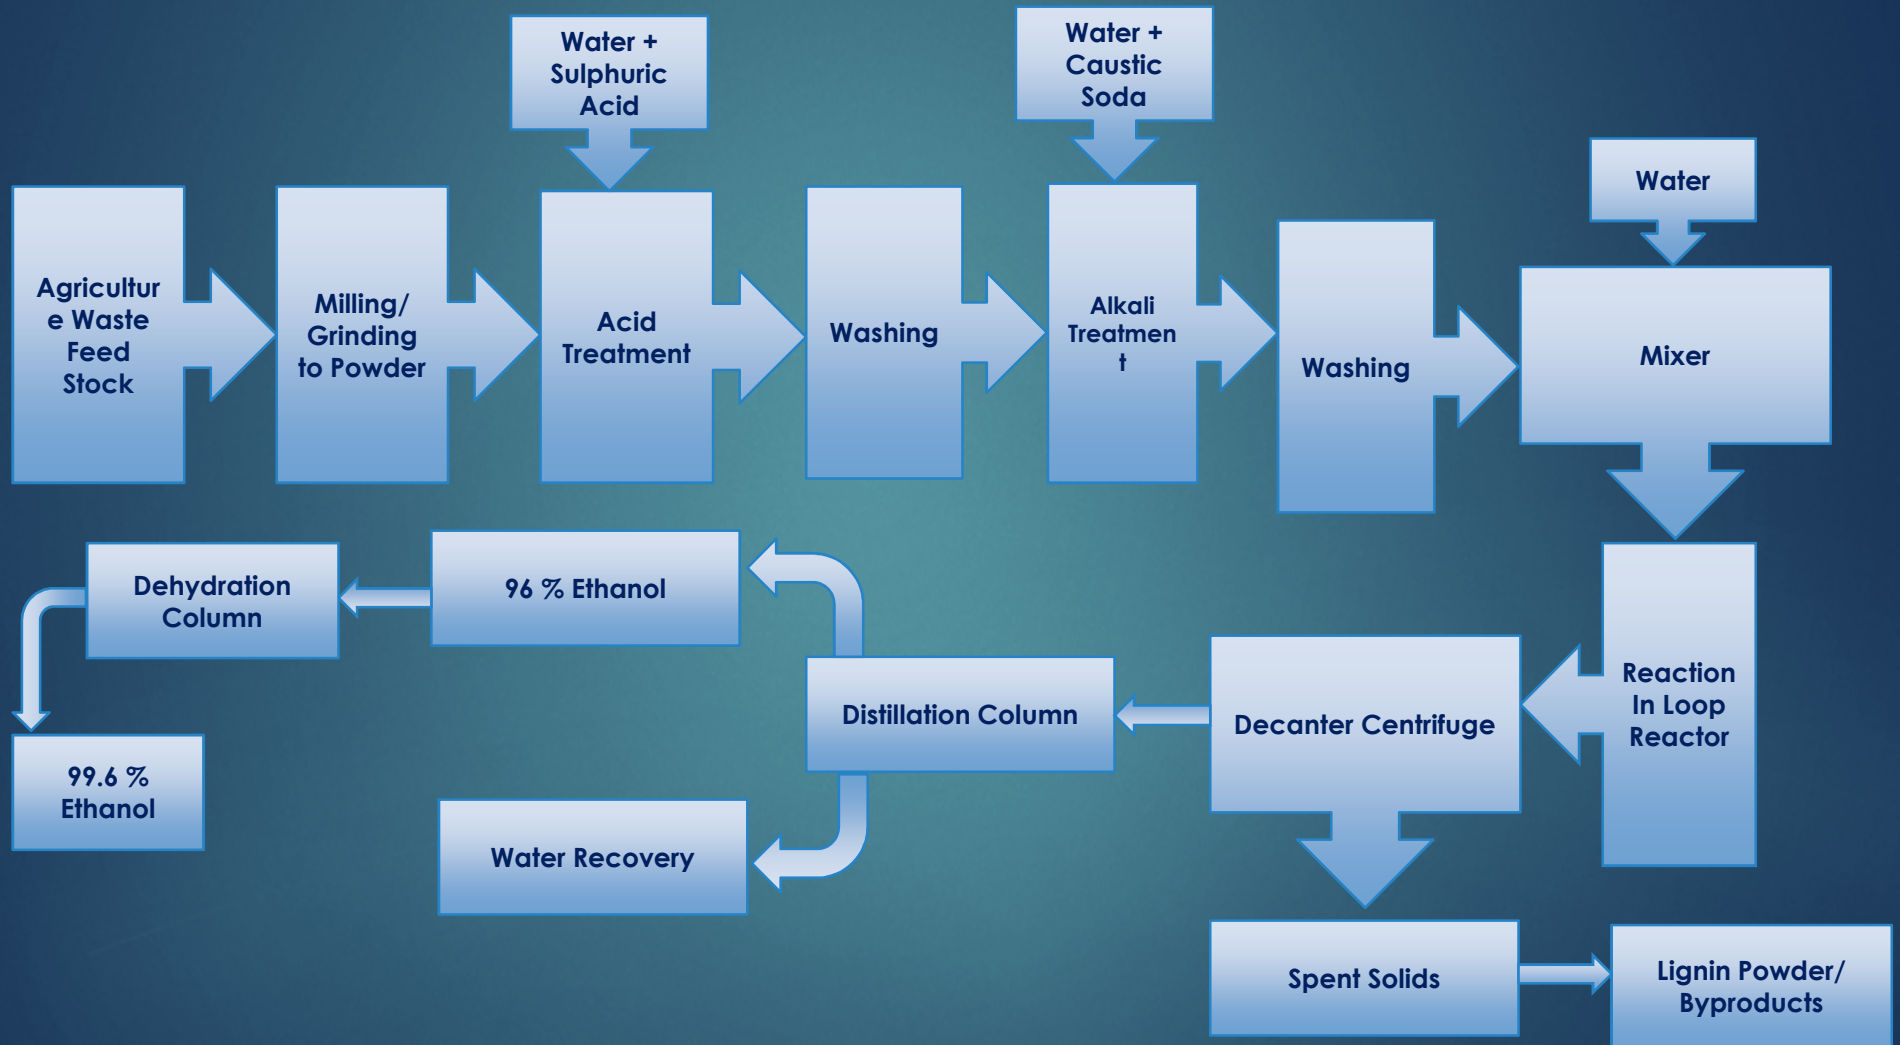 Water +
Sulphuric
Acid
Water +
Caustic
Soda
Water
Agricultur
e Waste
Feed
Stock
Milling/
Grinding
to Powder
Acid
Treatment
Washing
Alkali
Treatmen
t
Washing
Mixer
Dehydration
Column
96 % Ethanol
Distillation Column
Decanter Centrifuge
Reaction
In Loop
Reactor
99.6 %
Ethanol
Water Recovery
Spent Solids
Lignin Powder/
Byproducts